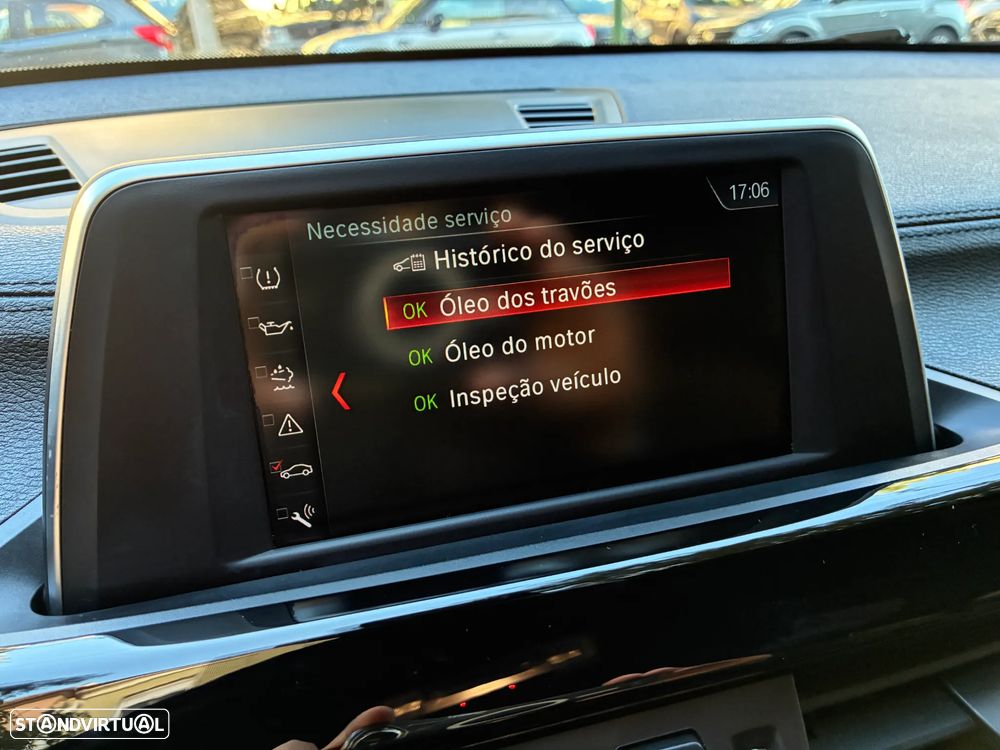 17:06
Necessidade serviço
Histórico do serviço
OK Óleo dos travões
OK Óleo do motor
OK Inspeção veículo
STANDVIRTUAL